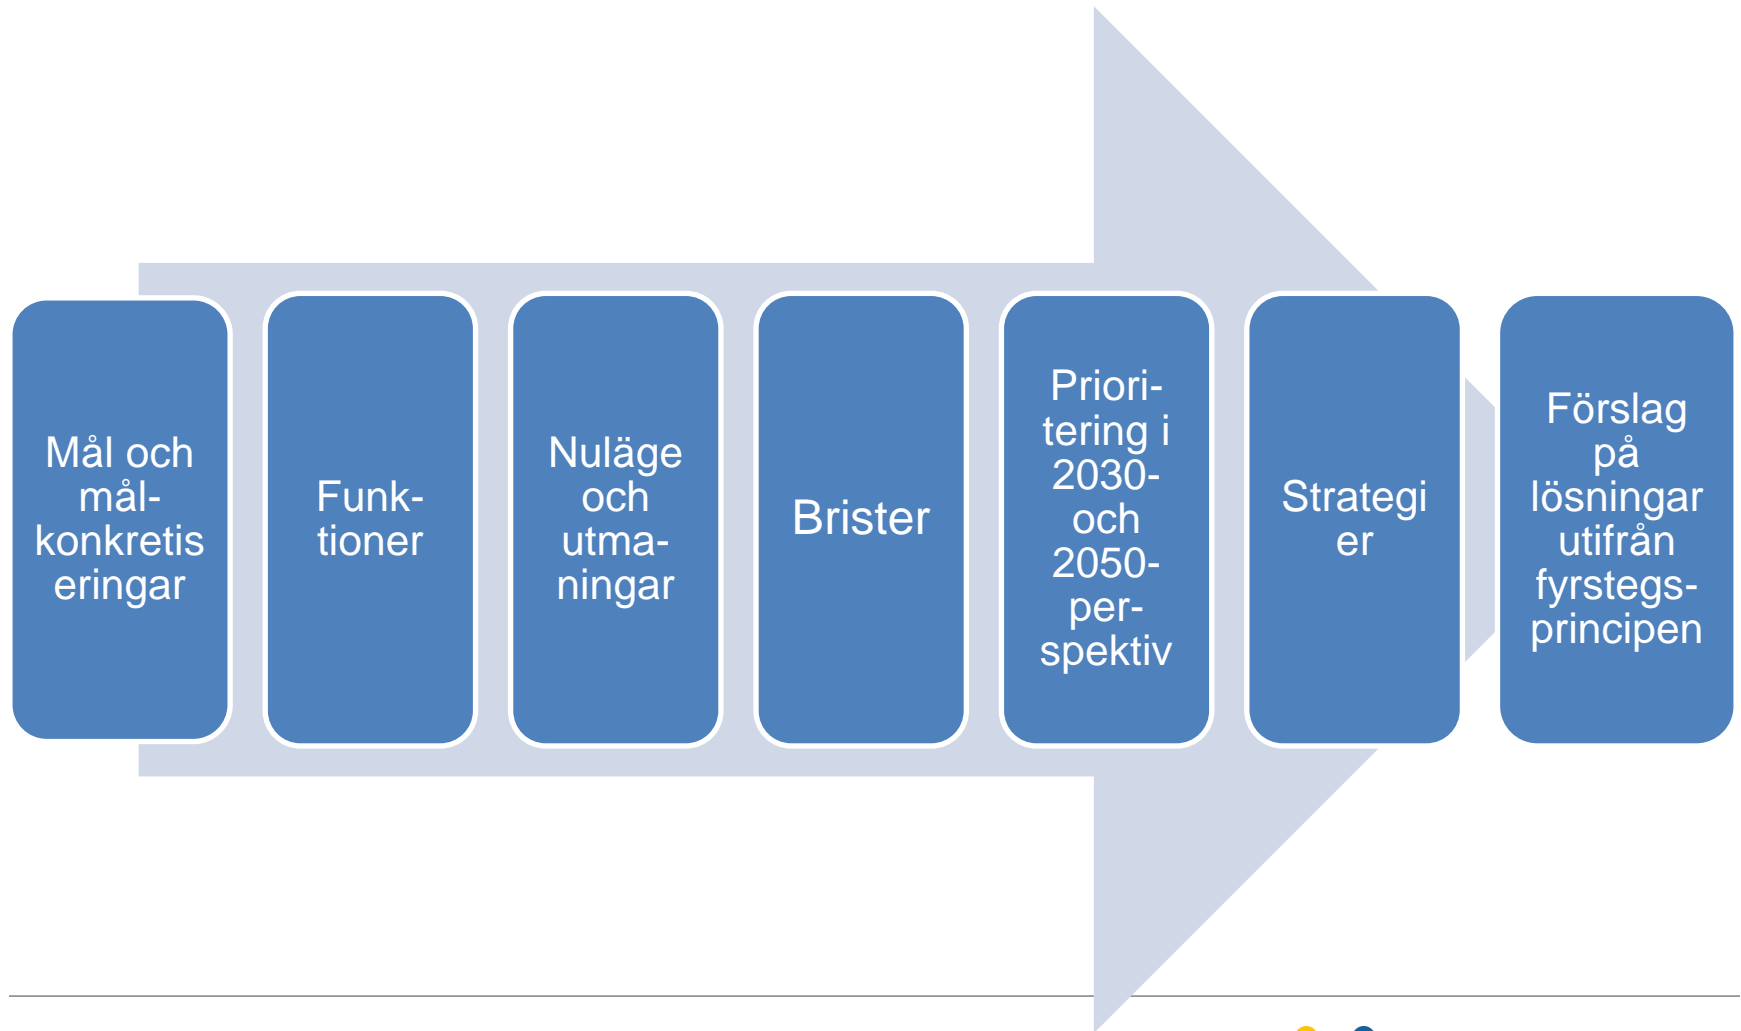 Mål och
mål-
konkretis
eringar
Funk-
tioner
Nuläge
och
utma-
ningar
Brister
Priori-
tering i
2030-
och
2050-
per-
spektiv
Strategi
er
Förslag
på
lösningar
utifrån
fyrstegs-
principen